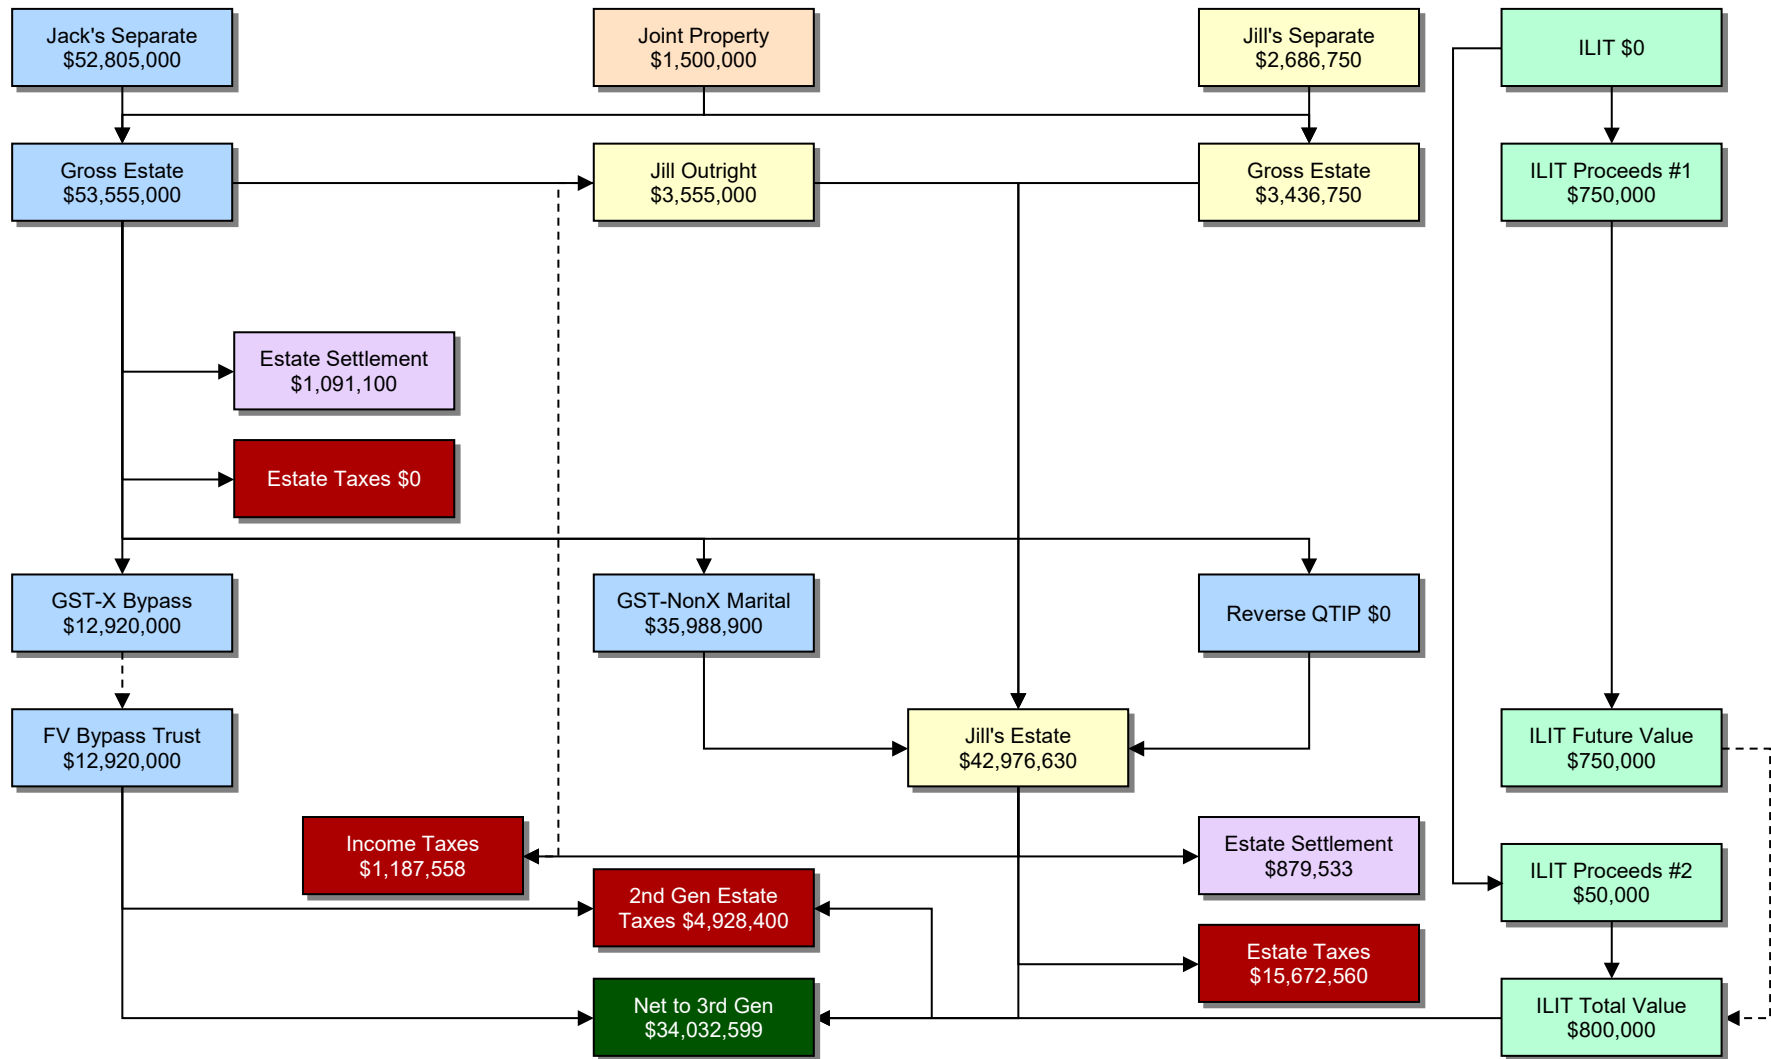 Jack's Separate
$52,805,000
Joint Property
$1,500,000
Jill's Separate
$2,686,750
ILIT $0
Gross Estate
$53,555,000
Jill Outright
$3,555,000
Gross Estate
$3,436,750
ILIT Proceeds #1
$750,000
Estate Settlement
$1,091,100
Estate Taxes $0
GST-X Bypass
$12,920,000
GST-NonX Marital
$35,988,900
Reverse QTIP $0
FV Bypass Trust
$12,920,000
Jill's Estate
$42,976,630
ILIT Future Value
$750,000
Income Taxes
$1,187,558
Estate Settlement
$879,533
ILIT Proceeds #2
$50,000
2nd Gen Estate
Taxes $4,928,400
Estate Taxes
$15,672,560
Net to 3rd Gen
$34,032,599
ILIT Total Value
$800,000